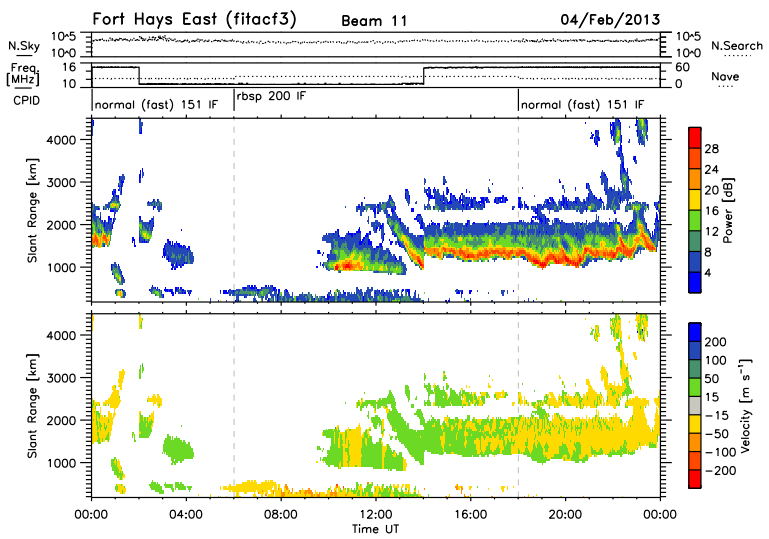 Fort Hays East (fitacf3) Beam 11 04/Feb/2013
N.Sky 10^5 10^0 10^5 10^0 N.Search
Freq. [MHz] 16 10 60 0 Nave
CPID normal (fast) 151 IF rbsp 200 IF normal (fast) 151 IF
Slant Range [km]
4000
3000
2000
1000
Power [dB]
28
24
20
16
12
8
4
Slant Range [km]
4000
3000
2000
1000
Velocity [m s^-1]
200
100
50
15
-15
-50
-100
-200
00:00 04:00 08:00 12:00 16:00 20:00 00:00
Time UT